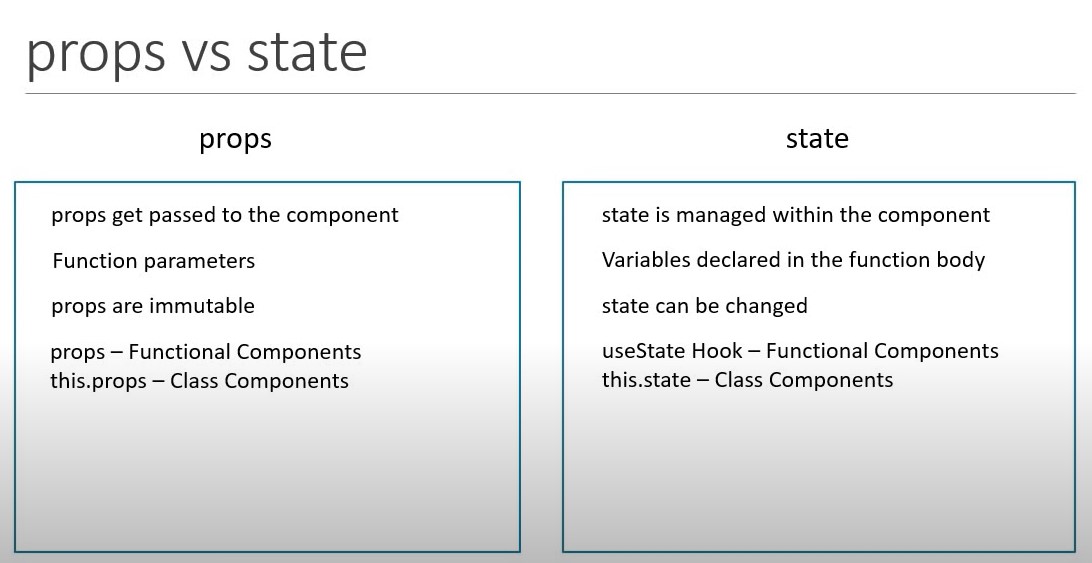 props vs state
props
props get passed to the component
Function parameters
props are immutable
props – Functional Components
this.props – Class Components
state
state is managed within the component
Variables declared in the function body
state can be changed
useState Hook – Functional Components
this.state – Class Components